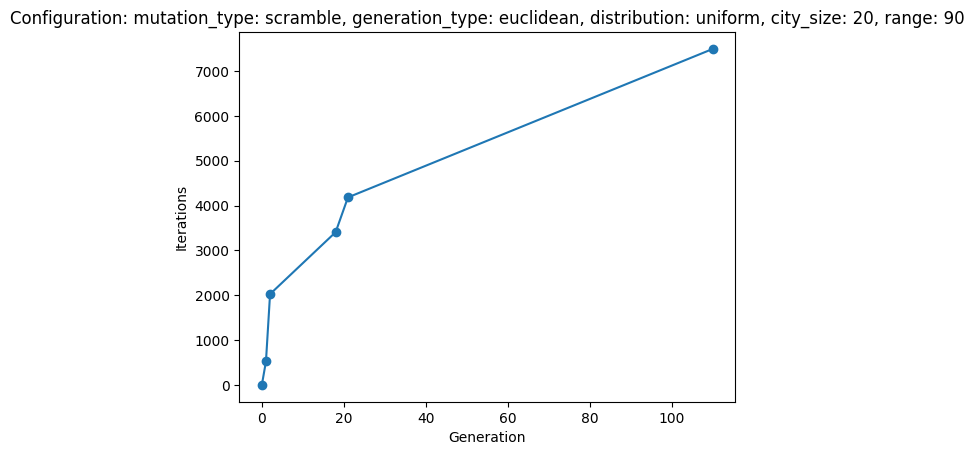 Configuration: mutation_type: scramble, generation_type: euclidean, distribution: uniform, city_size: 20, range: 90
7000
6000
5000
4000
3000
2000
1000
0
Iterations
0 20 40 60 80 100
Generation